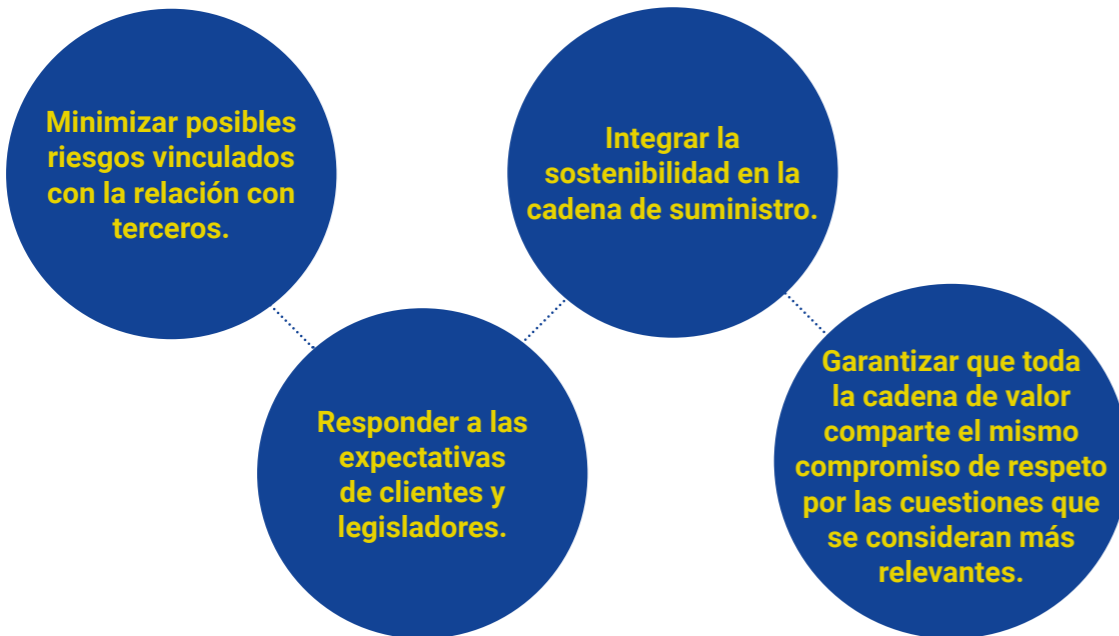 Minimizar posibles
riesgos vinculados
con la relación con
terceros.
Responder a las
expectativas
de clientes y
legisladores.
Integrar la
sostenibilidad en la
cadena de suministro.
Garantizar que toda
la cadena de valor
comparte el mismo
compromiso de respeto
por las cuestiones que
se consideran más
relevantes.